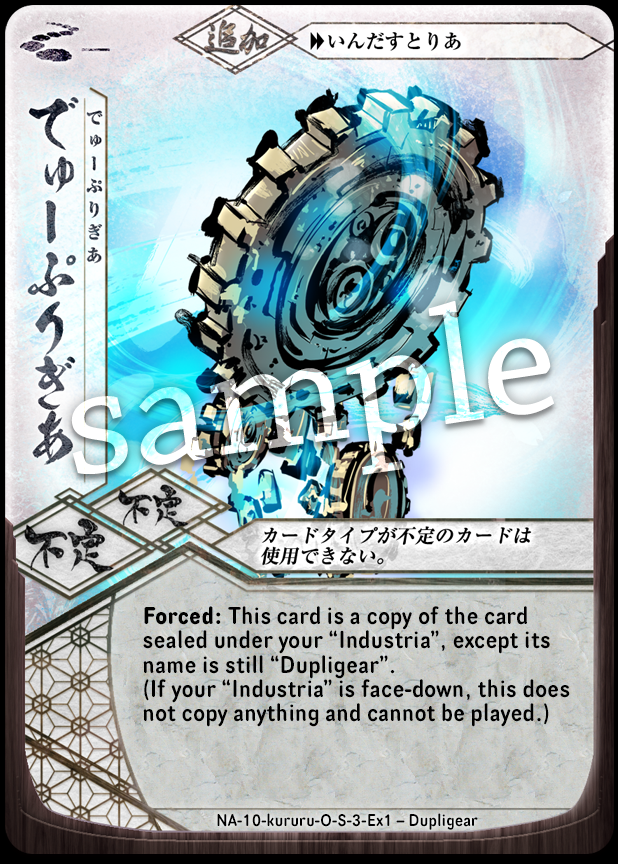 追加
いんだすとりあ
でゅーぷりぎあ
でゅーぷりぎあ
sample
不定
不定
カードタイプが不定のカードは
使用できない。
Forced: This card is a copy of the card
sealed under your “Industria”, except its
name is still “Dupligear”.
(If your “Industria” is face-down, this does
not copy anything and cannot be played.)
NA-10-kururu-O-S-3-Ex1 – Dupligear